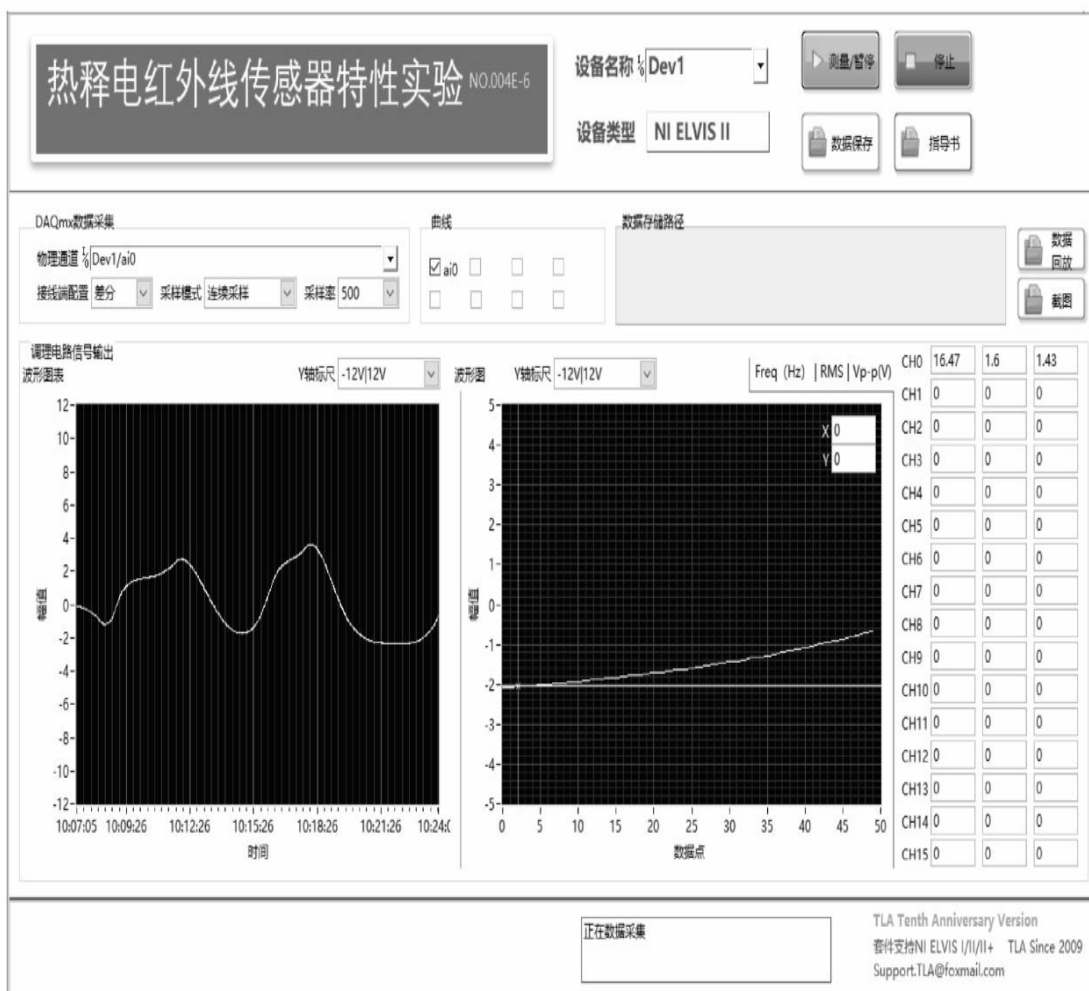 热释电红外线传感器特性实验 NO.004E-6
设备名称 Dev1
测量/暂停
停止
设备类型 NI ELVIS II
数据保存
指导书
DAQmx数据采集
物理通道 Dev1/ai0
接线端配置 差分 采样模式 连续采样 采样率 500
曲线
ai0
数据存储路径
数据
回放
截图
调理电路信号输出
波形图表 Y轴标尺 -12V|12V
12
10
8
6
4
2
0
-2
-4
-6
-8
-10
-12
幅值
10:07:05 10:09:26 10:12:26 10:15:26 10:18:26 10:21:26
时间
波形图 Y轴标尺 -12V|12V
X 0
Y 0
5
4
3
2
1
0
-1
-2
-3
-4
-5
幅值
0 5 10 15 20 25 30 35 40 45 50
数据点
Freq (Hz) | RMS | Vp-p(V)
CH0 16.47 1.6 1.43
CH1 0 0 0
CH2 0 0 0
CH3 0 0 0
CH4 0 0 0
CH5 0 0 0
CH6 0 0 0
CH7 0 0 0
CH8 0 0 0
CH9 0 0 0
CH10 0 0 0
CH11 0 0 0
CH12 0 0 0
CH13 0 0 0
CH14 0 0 0
CH15 0 0 0
正在数据采集
TLA Tenth Anniversary Version
套件支持NI ELVIS I/II/II+ TLA Since 2009
Support.TLA@foxmail.com